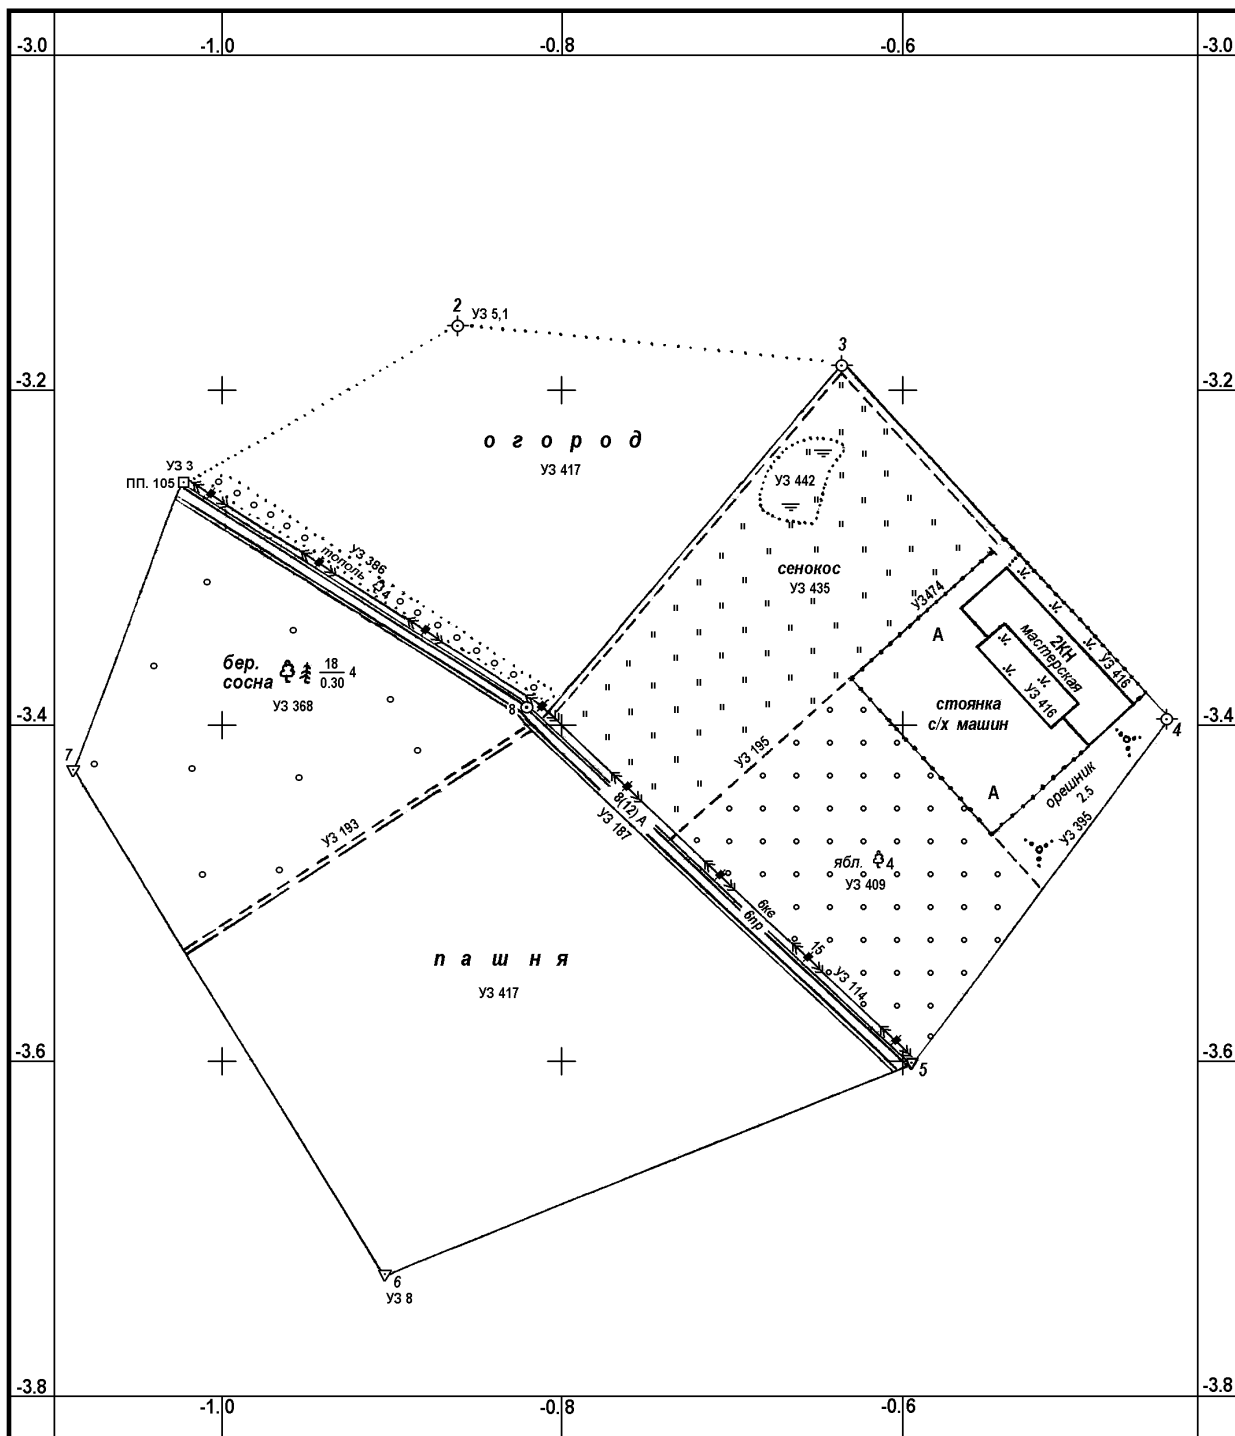 -3.0 -1.0 -0.8 -0.6 -3.0
2
УЗ 5,1
3
-3.2 -3.2
о г о р о д
УЗ 417
УЗ 3
ПП. 105
УЗ 442
УЗ 386
тополь 4
сенокос
УЗ 435
УЗ474
А
2КН
мастерская
УЗ 416
УЗ 416
бер.
сосна
18
0.30
4
УЗ 368
стоянка
с/х машин
8
4
-3.4 -3.4
7
УЗ 195
8(12) А
УЗ 187
А
орешник
2.5
УЗ 395
УЗ 193
ябл. 4
УЗ 409
6кв
6пр
15
УЗ 114
п а ш н я
УЗ 417
-3.6 -3.6
5
6
УЗ 8
-3.8 -3.8
-1.0 -0.8 -0.6